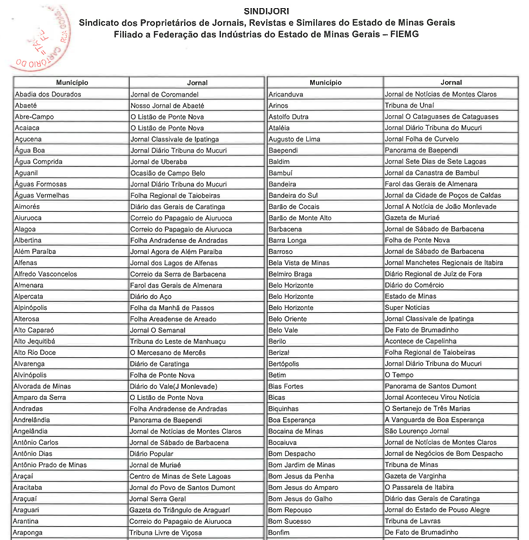 SINDIJORI
Sindicato dos Proprietários de Jornais, Revistas e Similares do Estado de Minas Gerais
Filiado a Federação das Indústrias do Estado de Minas Gerais – FIEMG
CARTÓRIO DO
Município Jornal Município Jornal
Abadia dos Dourados Jornal de Coromandel Aricanduva Jornal de Notícias de Montes Claros
Abaeté Nosso Jornal de Abaeté Arinos Tribuna de Unaí
Abre-Campo O Listão de Ponte Nova Astolfo Dutra Jornal O Cataguases de Cataguases
Acaiaca O Listão de Ponte Nova Ataléia Jornal Diário Tribuna do Mucuri
Açucena Jornal Classivale de Ipatinga Augusto de Lima Jornal Folha de Curvelo
Água Boa Jornal Diário Tribuna do Mucuri Baependi Panorama de Baependi
Água Comprida Jornal de Uberaba Baldim Jornal Sete Dias de Sete Lagoas
Aguanil Ocasião de Campo Belo Bambuí Jornal da Canastra de Bambuí
Águas Formosas Jornal Diário Tribuna do Mucuri Bandeira Farol das Gerais de Almenara
Águas Vermelhas Folha Regional de Taiobeiras Bandeira do Sul Jornal da Cidade de Poços de Caldas
Aimorés Diário das Gerais de Caratinga Barão de Cocais Jornal A Notícia de João Monlevade
Aiuruoca Correio do Papagaio de Aiuruoca Barão de Monte Alto Gazeta de Muriaé
Alagoa Correio do Papagaio de Aiuruoca Barbacena Jornal de Sábado de Barbacena
Albertina Folha Andradense de Andradas Barra Longa Folha de Ponte Nova
Além Paraíba Jornal Agora de Além Paraíba Barroso Jornal de Sábado de Barbacena
Alfenas Jornal dos Lagos de Alfenas Bela Vista de Minas Jornal Manchetes Regionais de Itabira
Alfredo Vasconcelos Correio da Serra de Barbacena Belmiro Braga Diário Regional de Juiz de Fora
Almenara Farol das Gerais de Almenara Belo Horizonte Diário do Comércio
Alpercata Diário do Aço Belo Horizonte Estado de Minas
Alpinópolis Folha da Manhã de Passos Belo Horizonte Super Noticias
Alterosa Folha Areadense de Areado Belo Oriente Jornal Classivale de Ipatinga
Alto Caparaó Jornal O Semanal Belo Vale De Fato de Brumadinho
Alto Jequitibá Tribuna do Leste de Manhuaçu Berilo Acontece de Capelinha
Alto Rio Doce O Mercesano de Mercês Berizal Folha Regional de Taiobeiras
Alvarenga Diário de Caratinga Bertópolis Jornal Diário Tribuna do Mucuri
Alvinópolis Folha de Ponte Nova Betim O Tempo
Alvorada de Minas Diário do Vale(J Monlevade) Bias Fortes Panorama de Santos Dumont
Amparo da Serra O Listão de Ponte Nova Bicas Jornal Aconteceu Virou Notícia
Andradas Folha Andradense de Andradas Biquinhas O Sertanejo de Três Marias
Andrelândia Panorama de Baependi Boa Esperança A Vanguarda de Boa Esperança
Angelândia Jornal de Notícias de Montes Claros Bocaina de Minas São Lourenço Jornal
Antônio Carlos Jornal de Sábado de Barbacena Bocaiuva Jornal de Notícias de Montes Claros
Antônio Dias Diário Popular Bom Despacho Jornal de Negócios de Bom Despacho
Antônio Prado de Minas Jornal de Muriaé Bom Jardim de Minas Tribuna de Minas
Araçaí Centro de Minas de Sete Lagoas Bom Jesus da Penha Gazeta de Varginha
Aracitaba Jornal do Povo de Santos Dumont Bom Jesus do Amparo O Passarela de Itabira
Araçuaí Jornal Serra Geral Bom Jesus do Galho Diário das Gerais de Caratinga
Araguari Gazeta do Triângulo de Araguari Bom Repouso Jornal do Estado de Pouso Alegre
Arantina Correio do Papagaio de Aiuruoca Bom Sucesso Tribuna de Lavras
Araponga Tribuna Livre de Viçosa Bonfim De Fato de Brumadinho